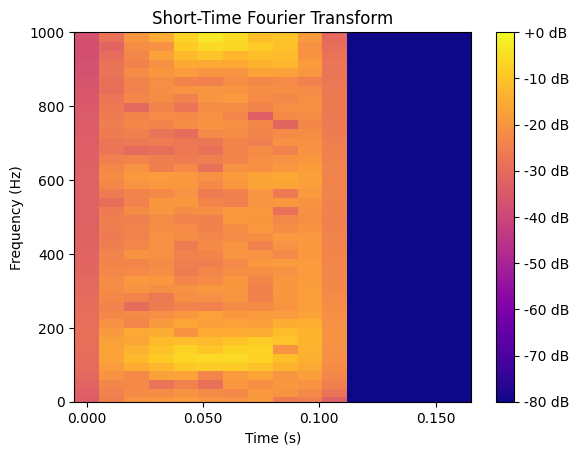 Short-Time Fourier Transform
1000
800
600
400
200
0
Frequency (Hz)
0.000
0.050
0.100
0.150
Time (s)
+0 dB
-10 dB
-20 dB
-30 dB
-40 dB
-50 dB
-60 dB
-70 dB
-80 dB